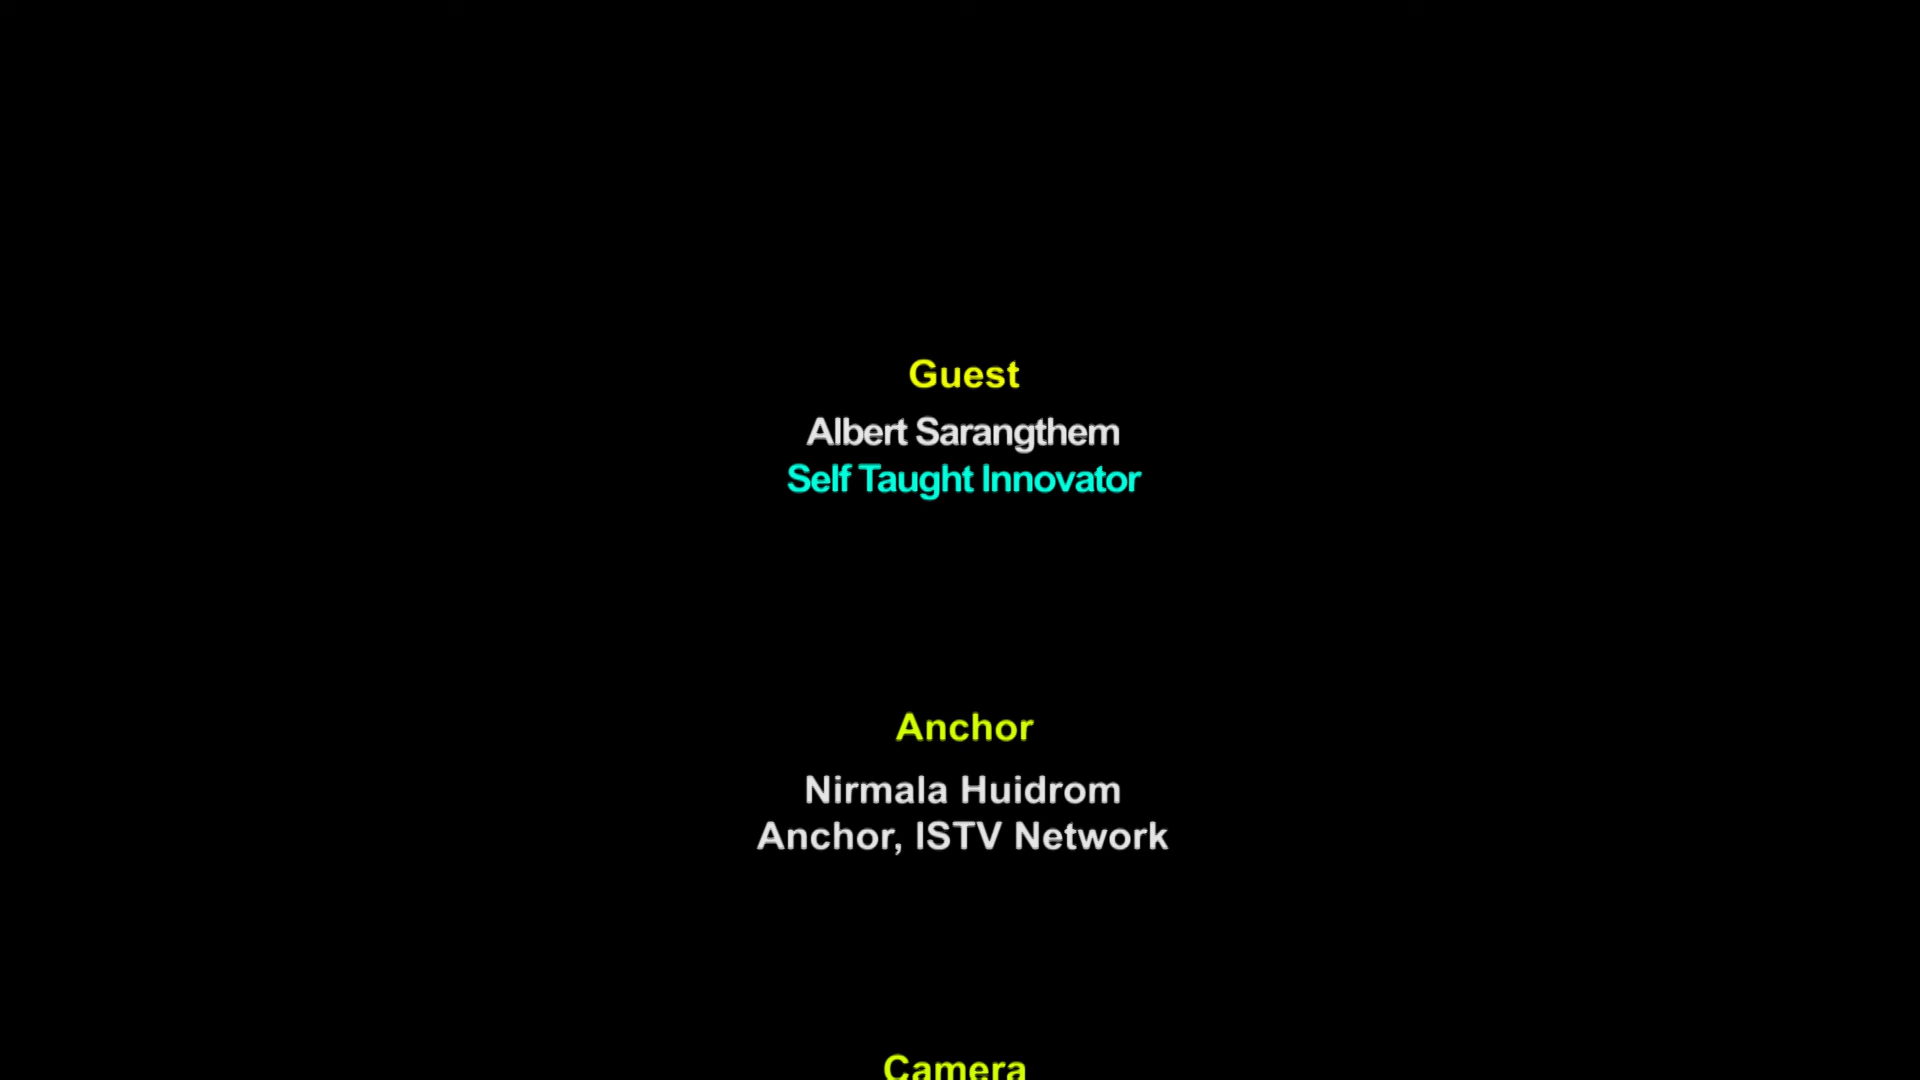 Guest
Albert Sarangthem
Self Taught Innovator
Anchor
Nirmala Huidrom
Anchor, ISTV Network
Camera